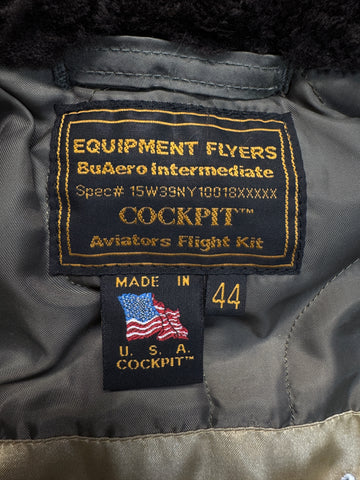 EQUIPMENT FLYERS
BuAero Intermediate
Spec# 15W39NY10018XXXXX
COCKPIT™
Aviators Flight Kit
MADE IN
44
U. S. A.
COCKPIT™